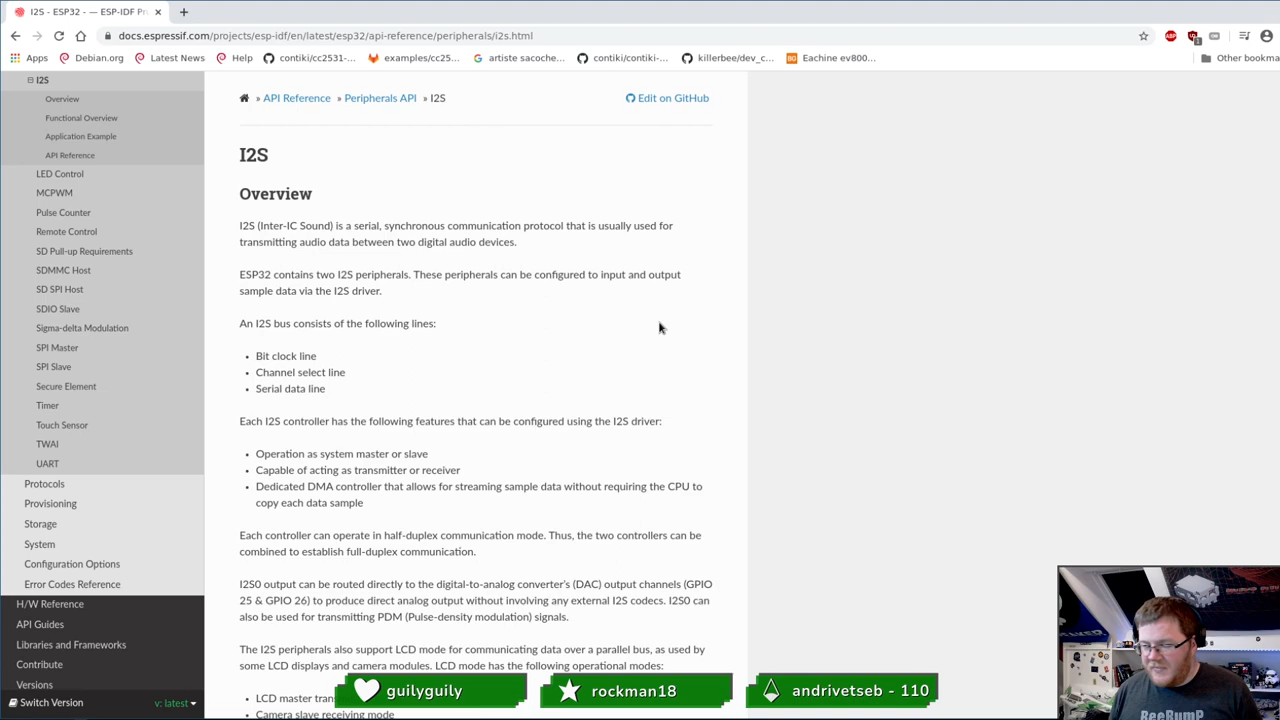 I2S - ESP32 - — ESP-IDF Pr
docs.espressif.com/projects/esp-idf/en/latest/esp32/api-reference/peripherals/i2s.html
Apps
Debian.org
Latest News
Help
contiki/cc2531-...
examples/cc25...
artiste sacoche...
contiki/contiki-...
killerbee/dev_c...
Eachine ev800...
Other bookma
I2S
Overview
Functional Overview
Application Example
API Reference
LED Control
MCPWM
Pulse Counter
Remote Control
SD Pull-up Requirements
SDMMC Host
SD SPI Host
SDIO Slave
Sigma-delta Modulation
SPI Master
SPI Slave
Secure Element
Timer
Touch Sensor
TWAI
UART
Protocols
Provisioning
Storage
System
Configuration Options
Error Codes Reference
H/W Reference
API Guides
Libraries and Frameworks
Contribute
Versions
Switch Version
v: latest
» API Reference » Peripherals API » I2S
Edit on GitHub
I2S
Overview
I2S (Inter-IC Sound) is a serial, synchronous communication protocol that is usually used for
transmitting audio data between two digital audio devices.
ESP32 contains two I2S peripherals. These peripherals can be configured to input and output
sample data via the I2S driver.
An I2S bus consists of the following lines:
• Bit clock line
• Channel select line
• Serial data line
Each I2S controller has the following features that can be configured using the I2S driver:
• Operation as system master or slave
• Capable of acting as transmitter or receiver
• Dedicated DMA controller that allows for streaming sample data without requiring the CPU to
copy each data sample
Each controller can operate in half-duplex communication mode. Thus, the two controllers can be
combined to establish full-duplex communication.
I2S0 output can be routed directly to the digital-to-analog converter's (DAC) output channels (GPIO
25 & GPIO 26) to produce direct analog output without involving any external I2S codecs. I2S0 can
also be used for transmitting PDM (Pulse-density modulation) signals.
The I2S peripherals also support LCD mode for communicating data over a parallel bus, as used by
some LCD displays and camera modules. LCD mode has the following operational modes:
• LCD master tran
• Camera slave receiving mode
guilyguily
rockman18
andrivetseb - 110